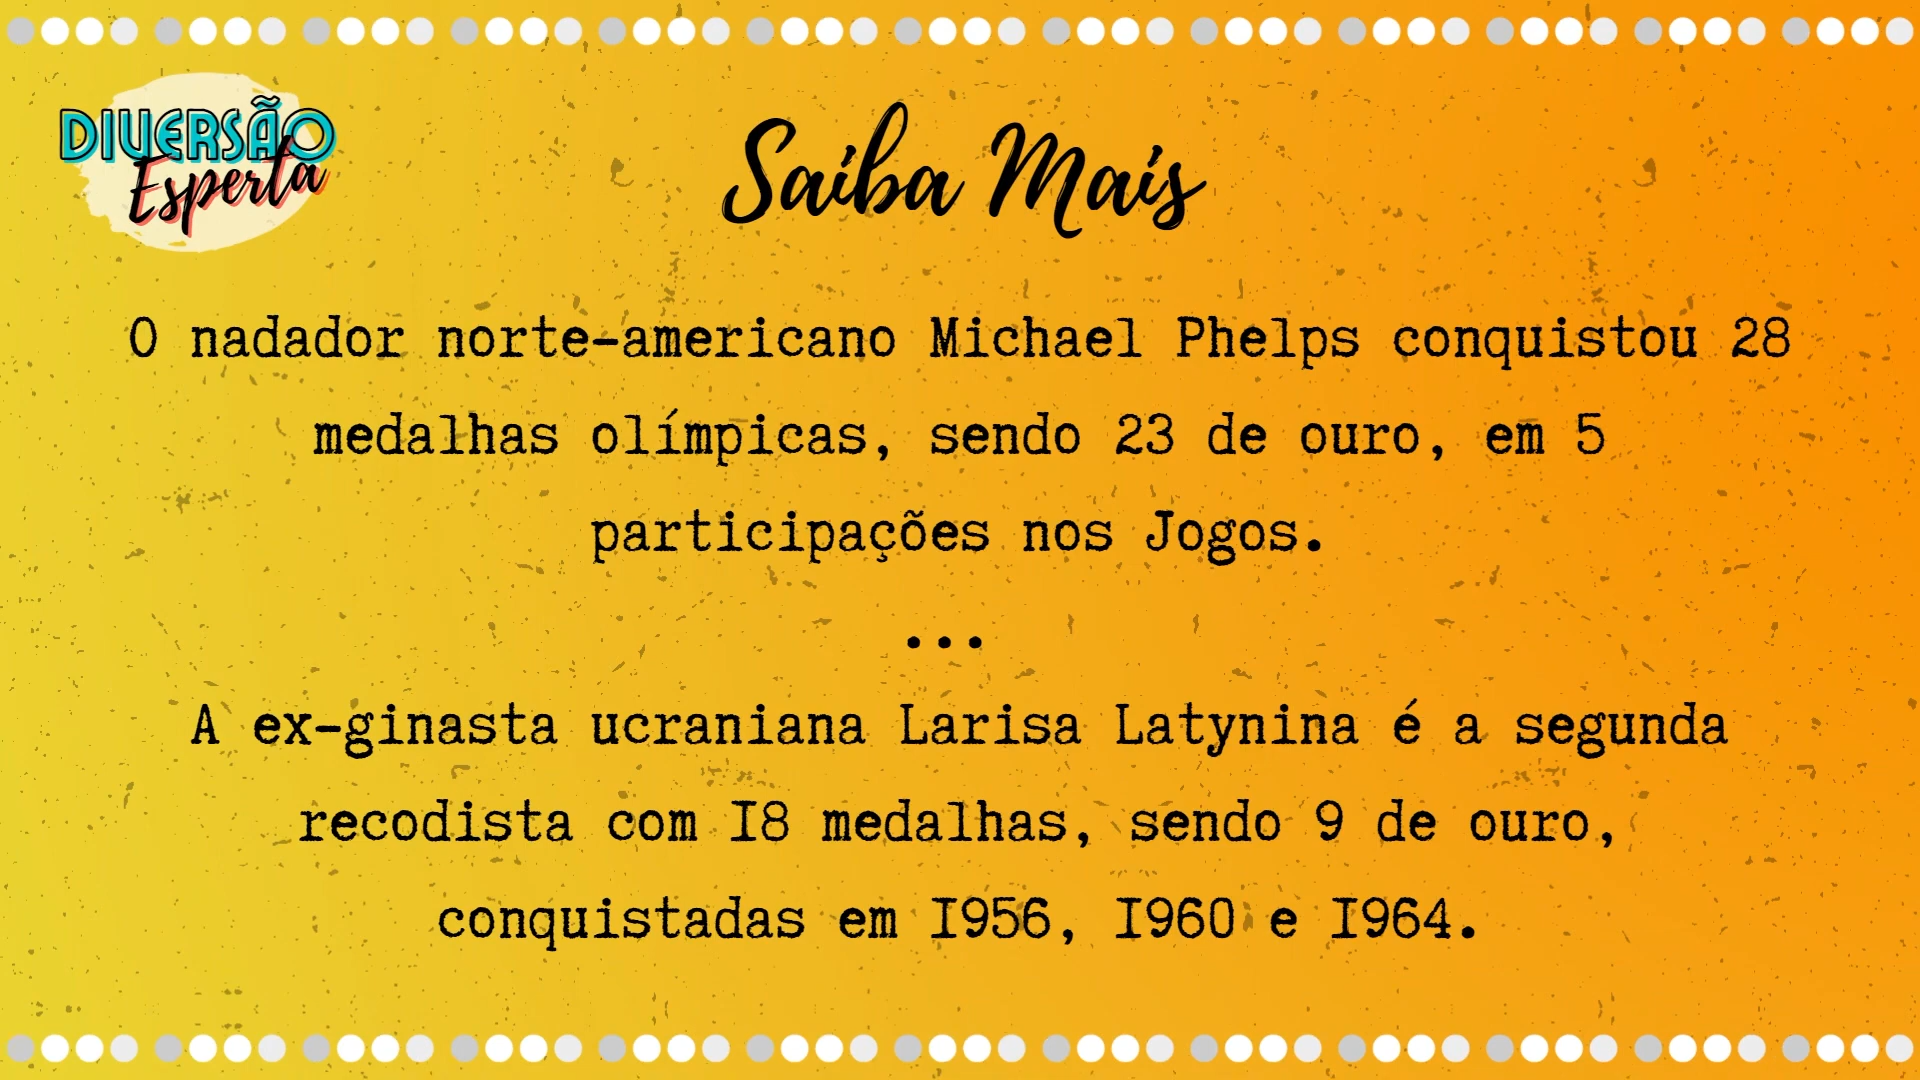 DIVERSÃO
Esperta
Saiba Mais
O nadador norte-americano Michael Phelps conquistou 28
medalhas olímpicas, sendo 23 de ouro, em 5
participações nos Jogos.
...
A ex-ginasta ucraniana Larisa Latynina é a segunda
recodista com 18 medalhas, sendo 9 de ouro,
conquistadas em 1956, 1960 e 1964.